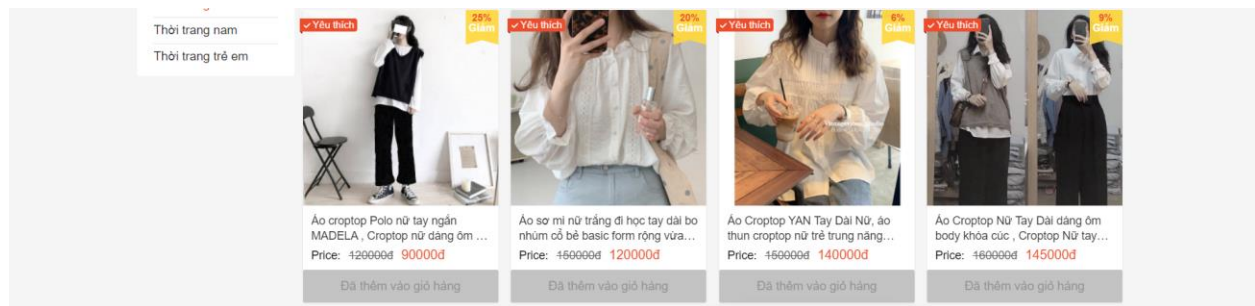 Thời trang nam
Thời trang trẻ em
Yêu thích
25%
Giảm
Áo croptop Polo nữ tay ngắn
MADELA , Croptop nữ dáng ôm ...
Price: 120000đ 90000đ
Đã thêm vào giỏ hàng
Yêu thích
20%
Giảm
Áo sơ mi nữ trắng đi học tay dài bo
nhúm cổ bẻ basic form rộng vừa...
Price: 150000đ 120000đ
Đã thêm vào giỏ hàng
Yêu thích
6%
Giảm
Áo Croptop YAN Tay Dài Nữ, áo
thun croptop nữ trẻ trung năng...
Price: 150000đ 140000đ
Đã thêm vào giỏ hàng
Yêu thích
9%
Giảm
Áo Croptop Nữ Tay Dài dáng ôm
body khóa cúc , Croptop Nữ tay...
Price: 160000đ 145000đ
Đã thêm vào giỏ hàng